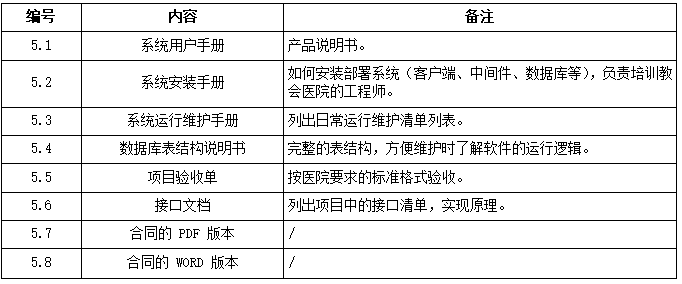 编号 内容 备注
5.1 系统用户手册 产品说明书。
5.2 系统安装手册 如何安装部署系统（客户端、中间件、数据库等），负责培训教
会医院的工程师。
5.3 系统运行维护手册 列出日常运行维护清单列表。
5.4 数据库表结构说明书 完整的表结构，方便维护时了解软件的运行逻辑。
5.5 项目验收单 按医院要求的标准格式验收。
5.6 接口文档 列出项目中的接口清单，实现原理。
5.7 合同的 PDF 版本 /
5.8 合同的 WORD 版本 /